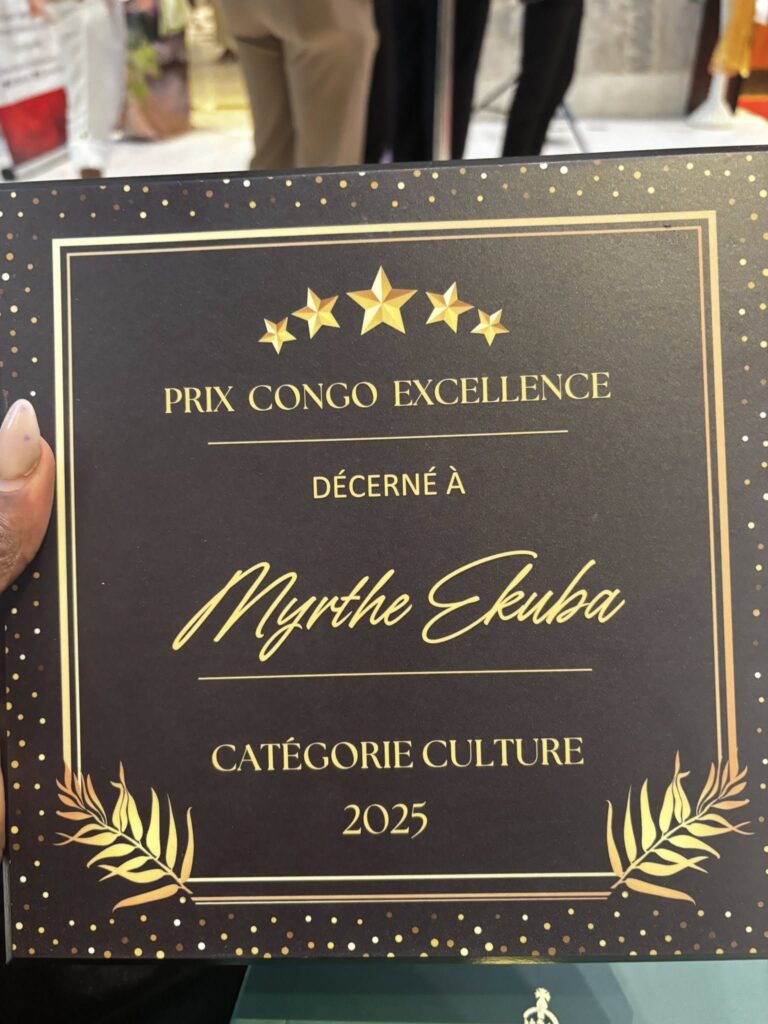 PRIX CONGO EXCELLENCE
DÉCERNÉ À
Myrthe Ekuba
CATÉGORIE CULTURE
2025